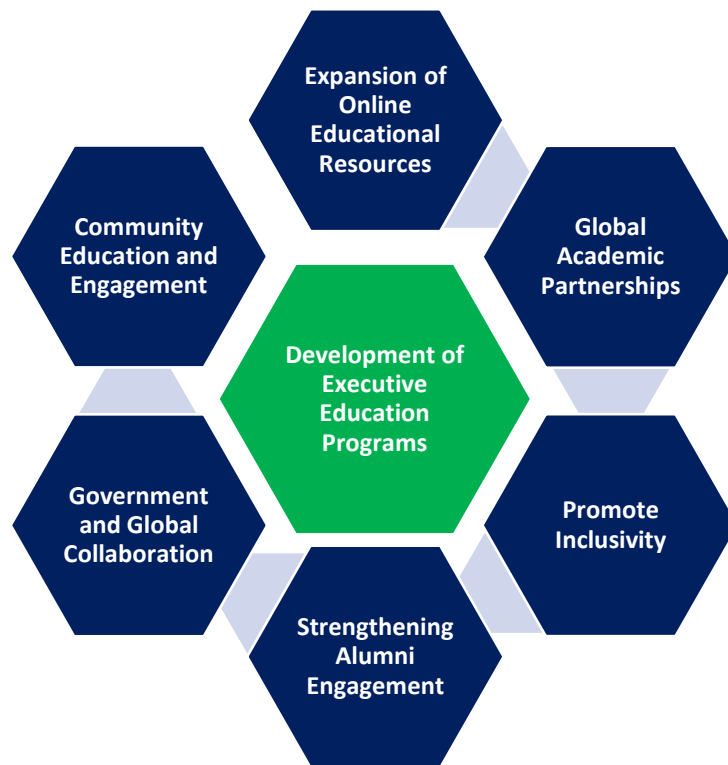 Expansion of
Online
Educational
Resources
Global
Academic
Partnerships
Promote
Inclusivity
Strengthening
Alumni
Engagement
Government
and Global
Collaboration
Community
Education and
Engagement
Development of
Executive
Education
Programs